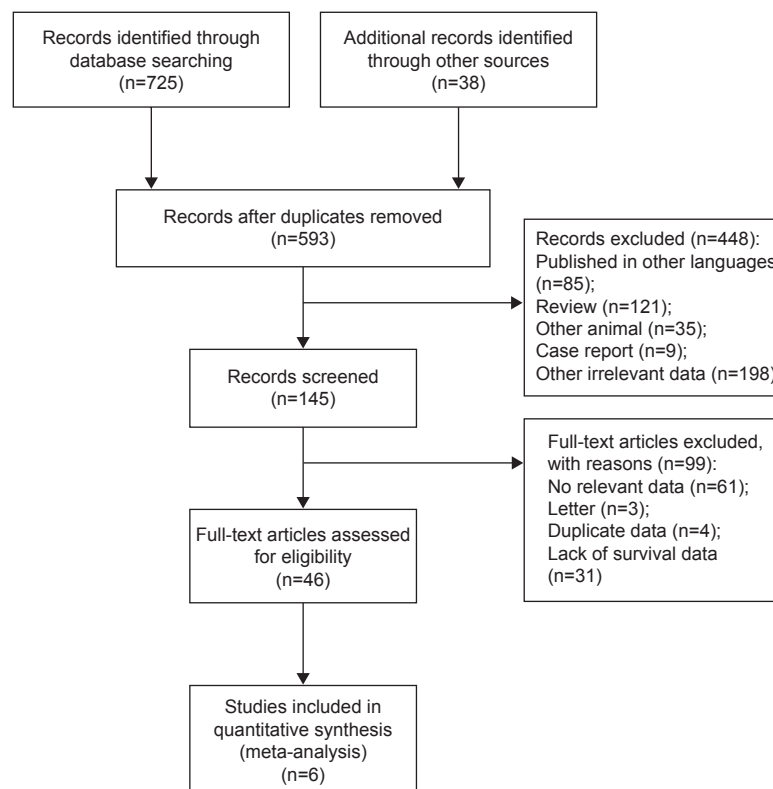 Records identified through
database searching
(n=725)
Additional records identified
through other sources
(n=38)
Records after duplicates removed
(n=593)
Records excluded (n=448):
Published in other languages
(n=85);
Review (n=121);
Other animal (n=35);
Case report (n=9);
Other irrelevant data (n=198)
Records screened
(n=145)
Full-text articles excluded,
with reasons (n=99):
No relevant data (n=61);
Letter (n=3);
Duplicate data (n=4);
Lack of survival data
(n=31)
Full-text articles assessed
for eligibility
(n=46)
Studies included in
quantitative synthesis
(meta-analysis)
(n=6)